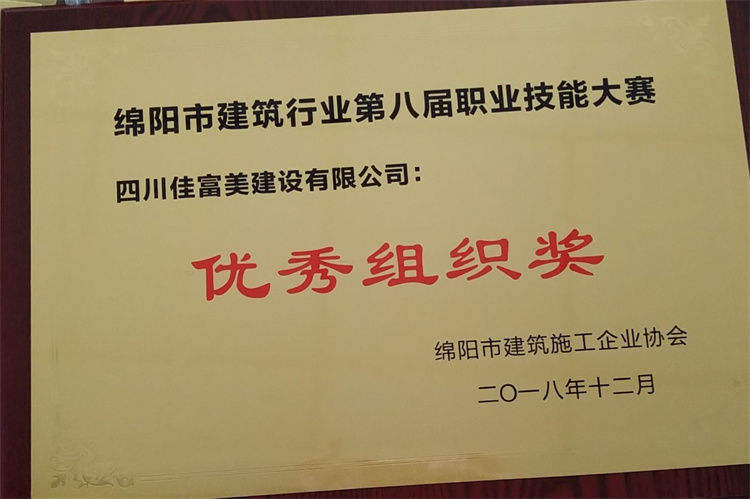 绵阳市建筑行业第八届职业技能大赛
四川佳富美建设有限公司：
优秀组织奖
绵阳市建筑施工企业协会
二〇一八年十二月